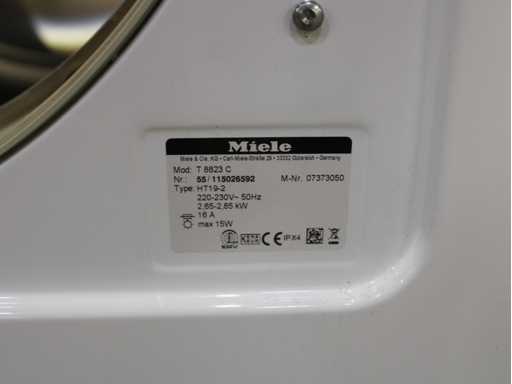 Miele
Miele & Cie. KG • Carl-Miele-Straße 29 • 33332 Gütersloh • Germany
Mod: T 8823 C
Nr.: 55 / 115026592 M-Nr. 07373050
Type: HT19-2
220-230V~ 50Hz
2,65-2,85 kW
16 A
max 15W
IPX4